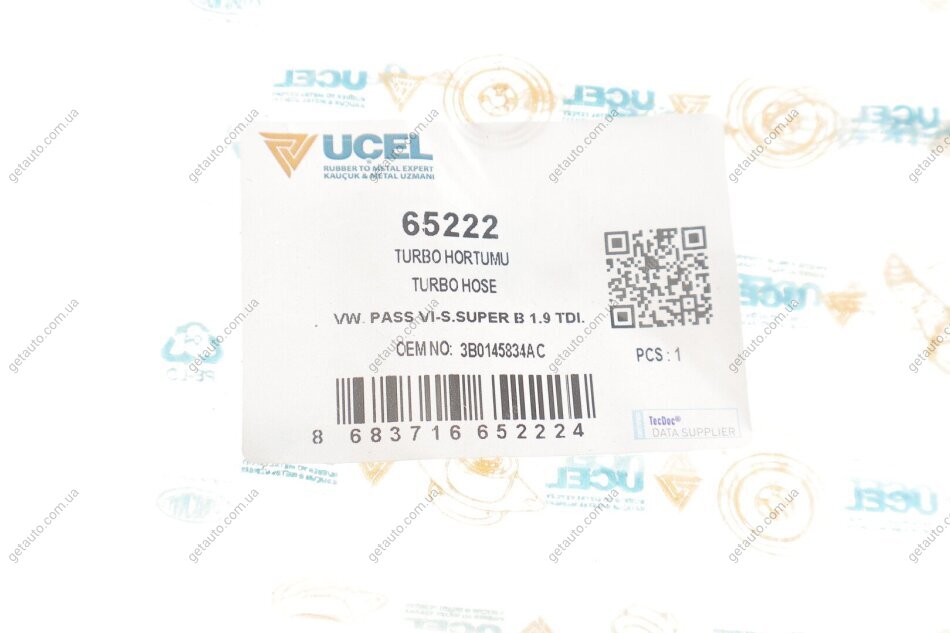 UÇEL
RUBBER TO METAL EXPERT
KAUÇUK & METAL UZMANI
65222
TURBO HORTUMU
TURBO HOSE
VW. PASS VI-S.SUPER B 1.9 TDI.
OEM NO: 3B0145834AC
PCS : 1
8 683716 652224
TecDoc®
DATA SUPPLIER
getauto.com.ua